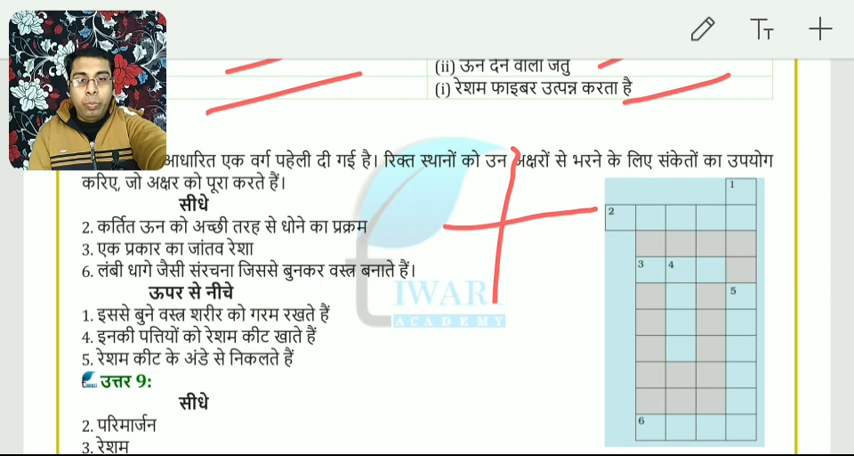 (ii) ऊन देने वाला जंतु
(i) रेशम फाइबर उत्पन्न करता है
आधारित एक वर्ग पहेली दी गई है। रिक्त स्थानों को उन अक्षरों से भरने के लिए संकेतों का उपयोग
करिए, जो अक्षर को पूरा करते हैं।
सीधे
2. कर्तित ऊन को अच्छी तरह से धोने का प्रक्रम
3. एक प्रकार का जांतव रेशा
6. लंबी धागे जैसी संरचना जिससे बुनकर वस्त्र बनाते हैं।
ऊपर से नीचे
1. इससे बुने वस्त्र शरीर को गरम रखते हैं
4. इनकी पत्तियों को रेशम कीट खाते हैं
5. रेशम कीट के अंडे से निकलते हैं
उत्तर 9:
सीधे
2. परिमार्जन
3. रेशम
1
2
3 4
5
6
IWARI
ACADEMY
TT